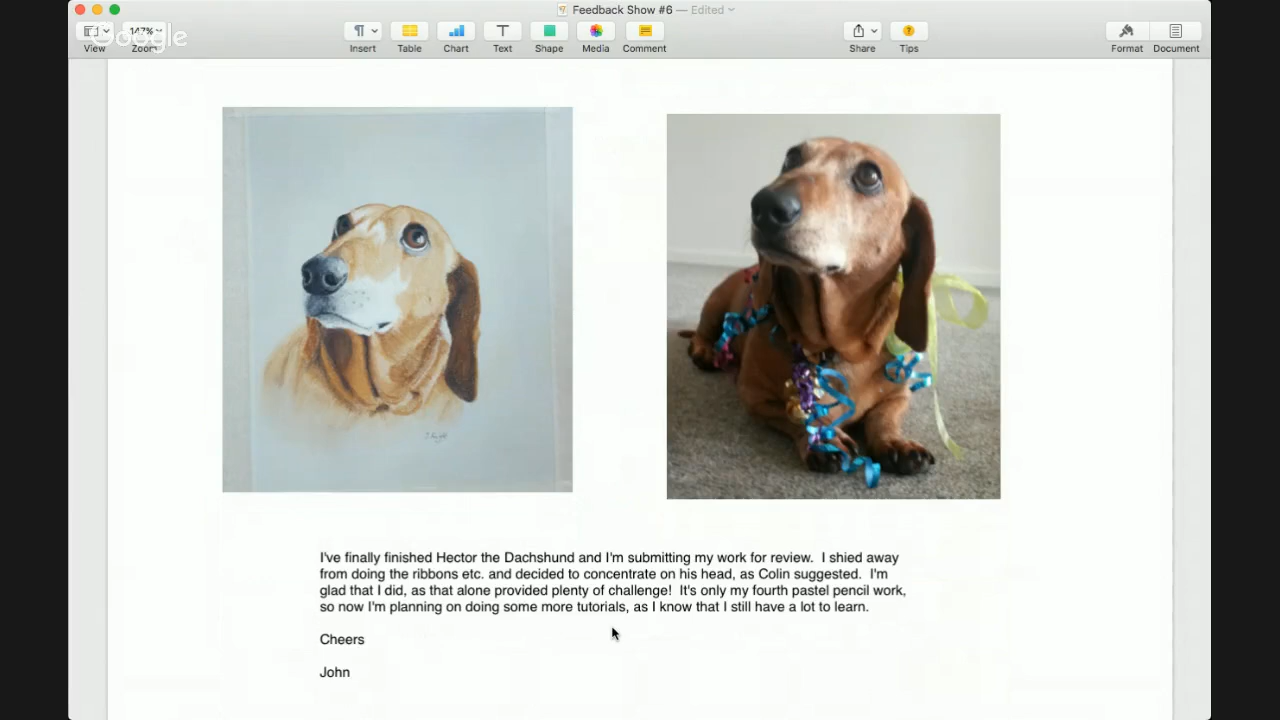 Feedback Show #6 — Edited
147%
Google
View
Zoom
Insert
Table
Chart
Text
Shape
Media
Comment
Share
Tips
Format
Document
I've finally finished Hector the Dachshund and I'm submitting my work for review.  I shied away
from doing the ribbons etc. and decided to concentrate on his head, as Colin suggested.  I'm
glad that I did, as that alone provided plenty of challenge!  It's only my fourth pastel pencil work,
so now I'm planning on doing some more tutorials, as I know that I still have a lot to learn.
Cheers
John